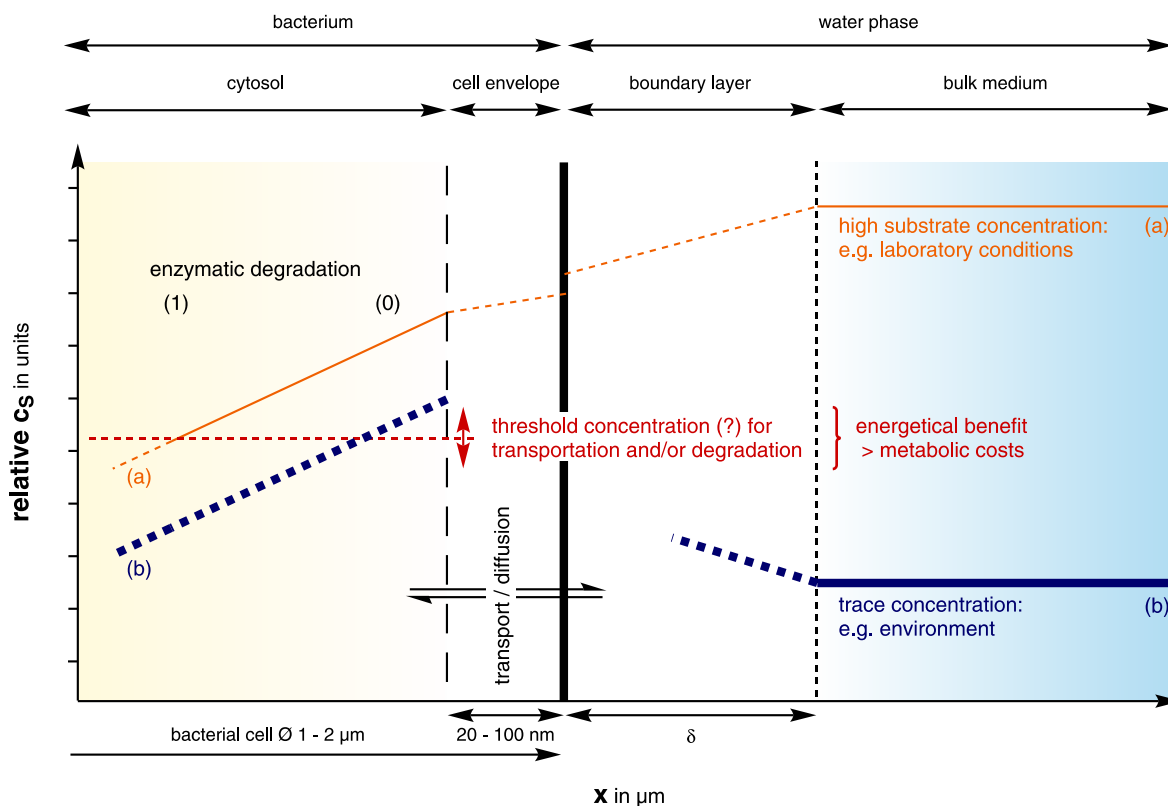 bacterium
water phase
cytosol
cell envelope
boundary layer
bulk medium
high substrate concentration:
(a)
e.g. laboratory conditions
enzymatic degradation
(1)
(0)
relative cS in units
threshold concentration (?) for
transportation and/or degradation
energetical benefit
> metabolic costs
(a)
(b)
transport / diffusion
trace concentration:
(b)
e.g. environment
bacterial cell Ø 1 - 2 µm
20 - 100 nm
δ
x in µm